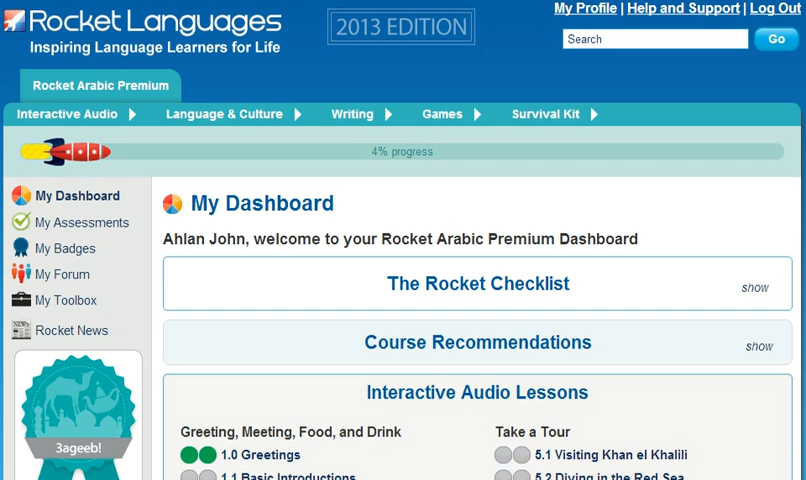 Rocket Languages
Inspiring Language Learners for Life
2013 EDITION
My Profile | Help and Support | Log Out
Search
Go
Rocket Arabic Premium
Interactive Audio
Language & Culture
Writing
Games
Survival Kit
4% progress
My Dashboard
My Assessments
My Badges
My Forum
My Toolbox
Rocket News
3ageeb!
My Dashboard
Ahlan John, welcome to your Rocket Arabic Premium Dashboard
The Rocket Checklist
show
Course Recommendations
show
Interactive Audio Lessons
Greeting, Meeting, Food, and Drink
1.0 Greetings
1.1 Basic Introductions
Take a Tour
5.1 Visiting Khan el Khalili
5.2 Diving in the Red Sea